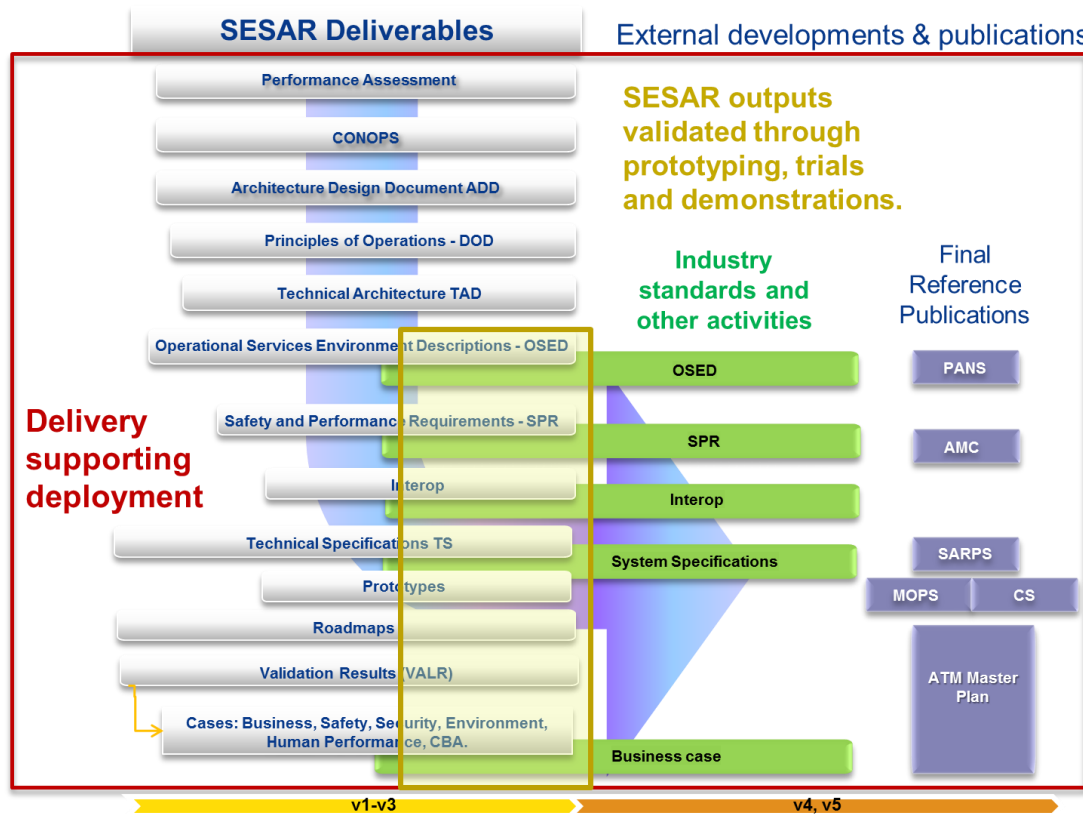 SESAR Deliverables
External developments & publications
Performance Assessment
CONOPS
Architecture Design Document ADD
Principles of Operations - DOD
Technical Architecture TAD
Operational Services Environment Descriptions - OSED
Safety and Performance Requirements - SPR
Interop
Technical Specifications TS
Prototypes
Roadmaps
Validation Results (VALR)
Cases: Business, Safety, Security, Environment,
Human Performance, CBA.
Delivery
supporting
deployment
SESAR outputs
validated through
prototyping, trials
and demonstrations.
Industry
standards and
other activities
OSED
SPR
Interop
System Specifications
Business case
Final
Reference
Publications
PANS
AMC
SARPS
MOPS
CS
ATM Master
Plan
v1-v3
v4, v5